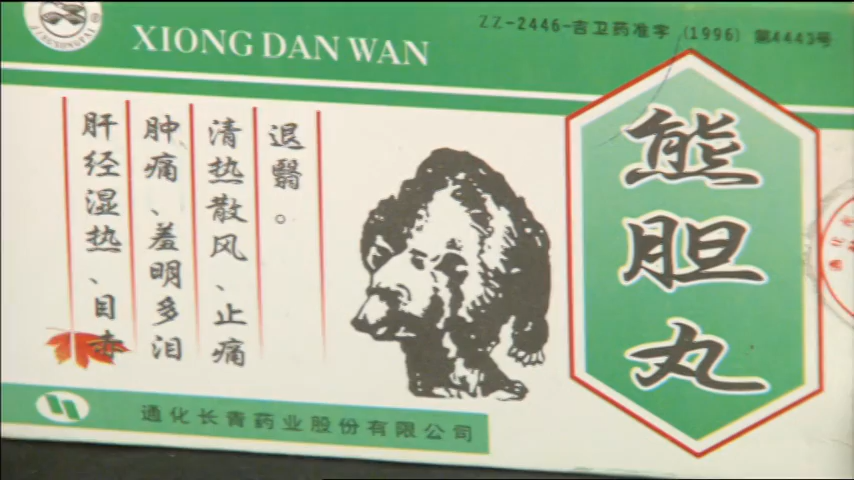 ZZ-2446-吉卫药准字 (1996) 第4443号
XIONG DAN WAN
熊胆丸
退翳。
清热散风、止痛
肿痛、羞明多泪
肝经湿热、目赤
通化长青药业股份有限公司